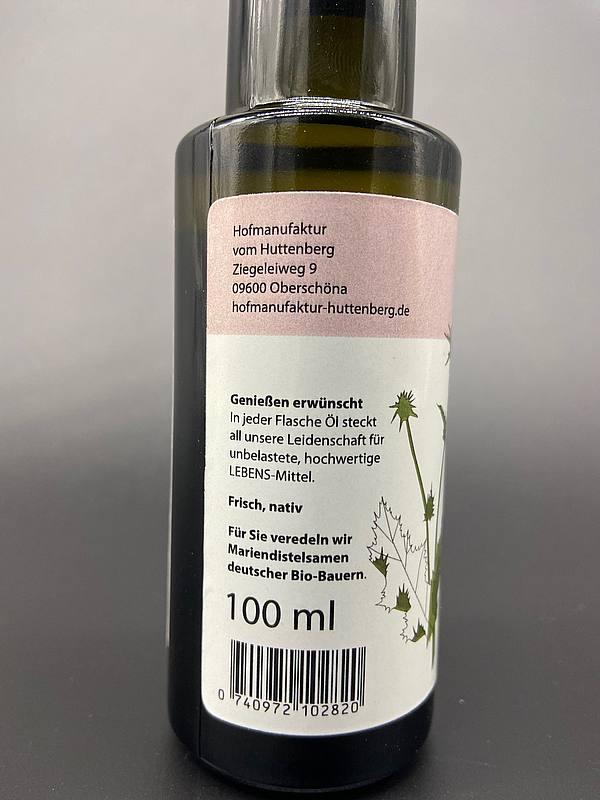 Hofmanufaktur
vom Huttenberg
Ziegeleiweg 9
09600 Oberschöna
hofmanufaktur-huttenberg.de
Genießen erwünscht
In jeder Flasche Öl steckt
all unsere Leidenschaft für
unbelastete, hochwertige
LEBENS-Mittel.
Frisch, nativ
Für Sie veredeln wir
Mariendistelsamen
deutscher Bio-Bauern.
100 ml
0 740972 102820